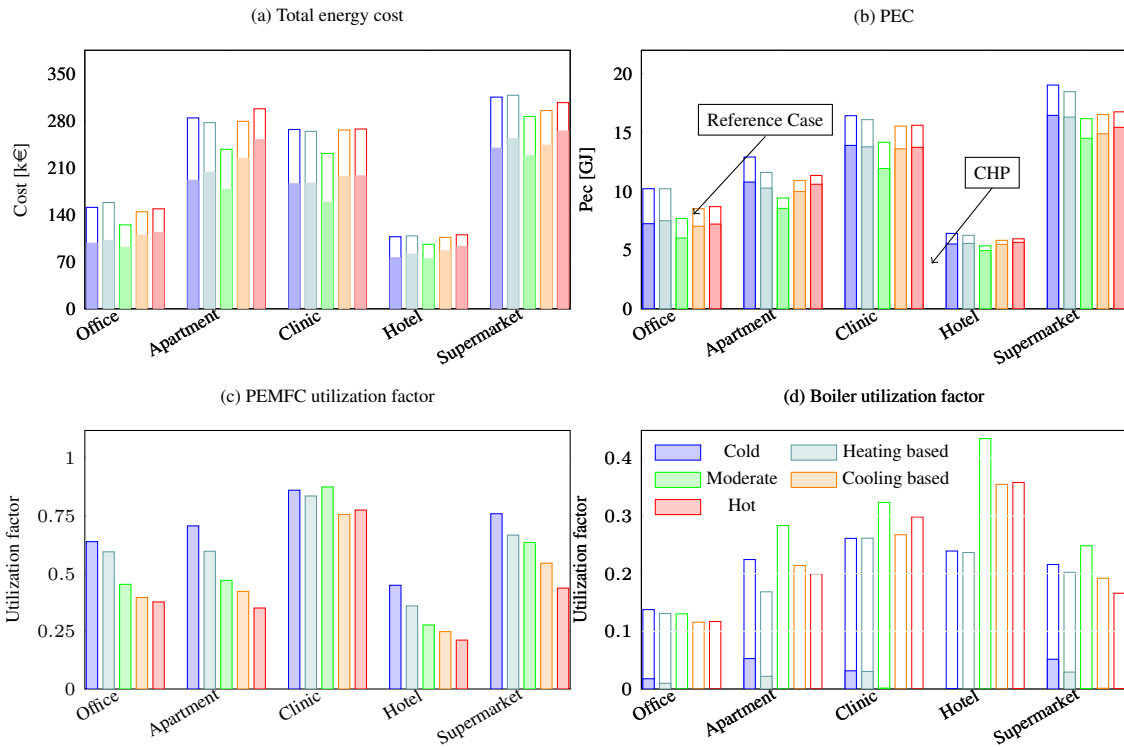 (a) Total energy cost
Cost [k€]
350
280
210
140
70
0
Office
Apartment
Clinic
Hotel
Supermarket
(b) PEC
Pec [GJ]
20
15
10
5
0
Reference Case
CHP
Office
Apartment
Clinic
Hotel
Supermarket
(c) PEMFC utilization factor
Utilization factor
1
0.75
0.5
0.25
0
Office
Apartment
Clinic
Hotel
Supermarket
(d) Boiler utilization factor
Utilization factor
0.4
0.3
0.2
0.1
0
Cold
Heating based
Moderate
Cooling based
Hot
Office
Apartment
Clinic
Hotel
Supermarket